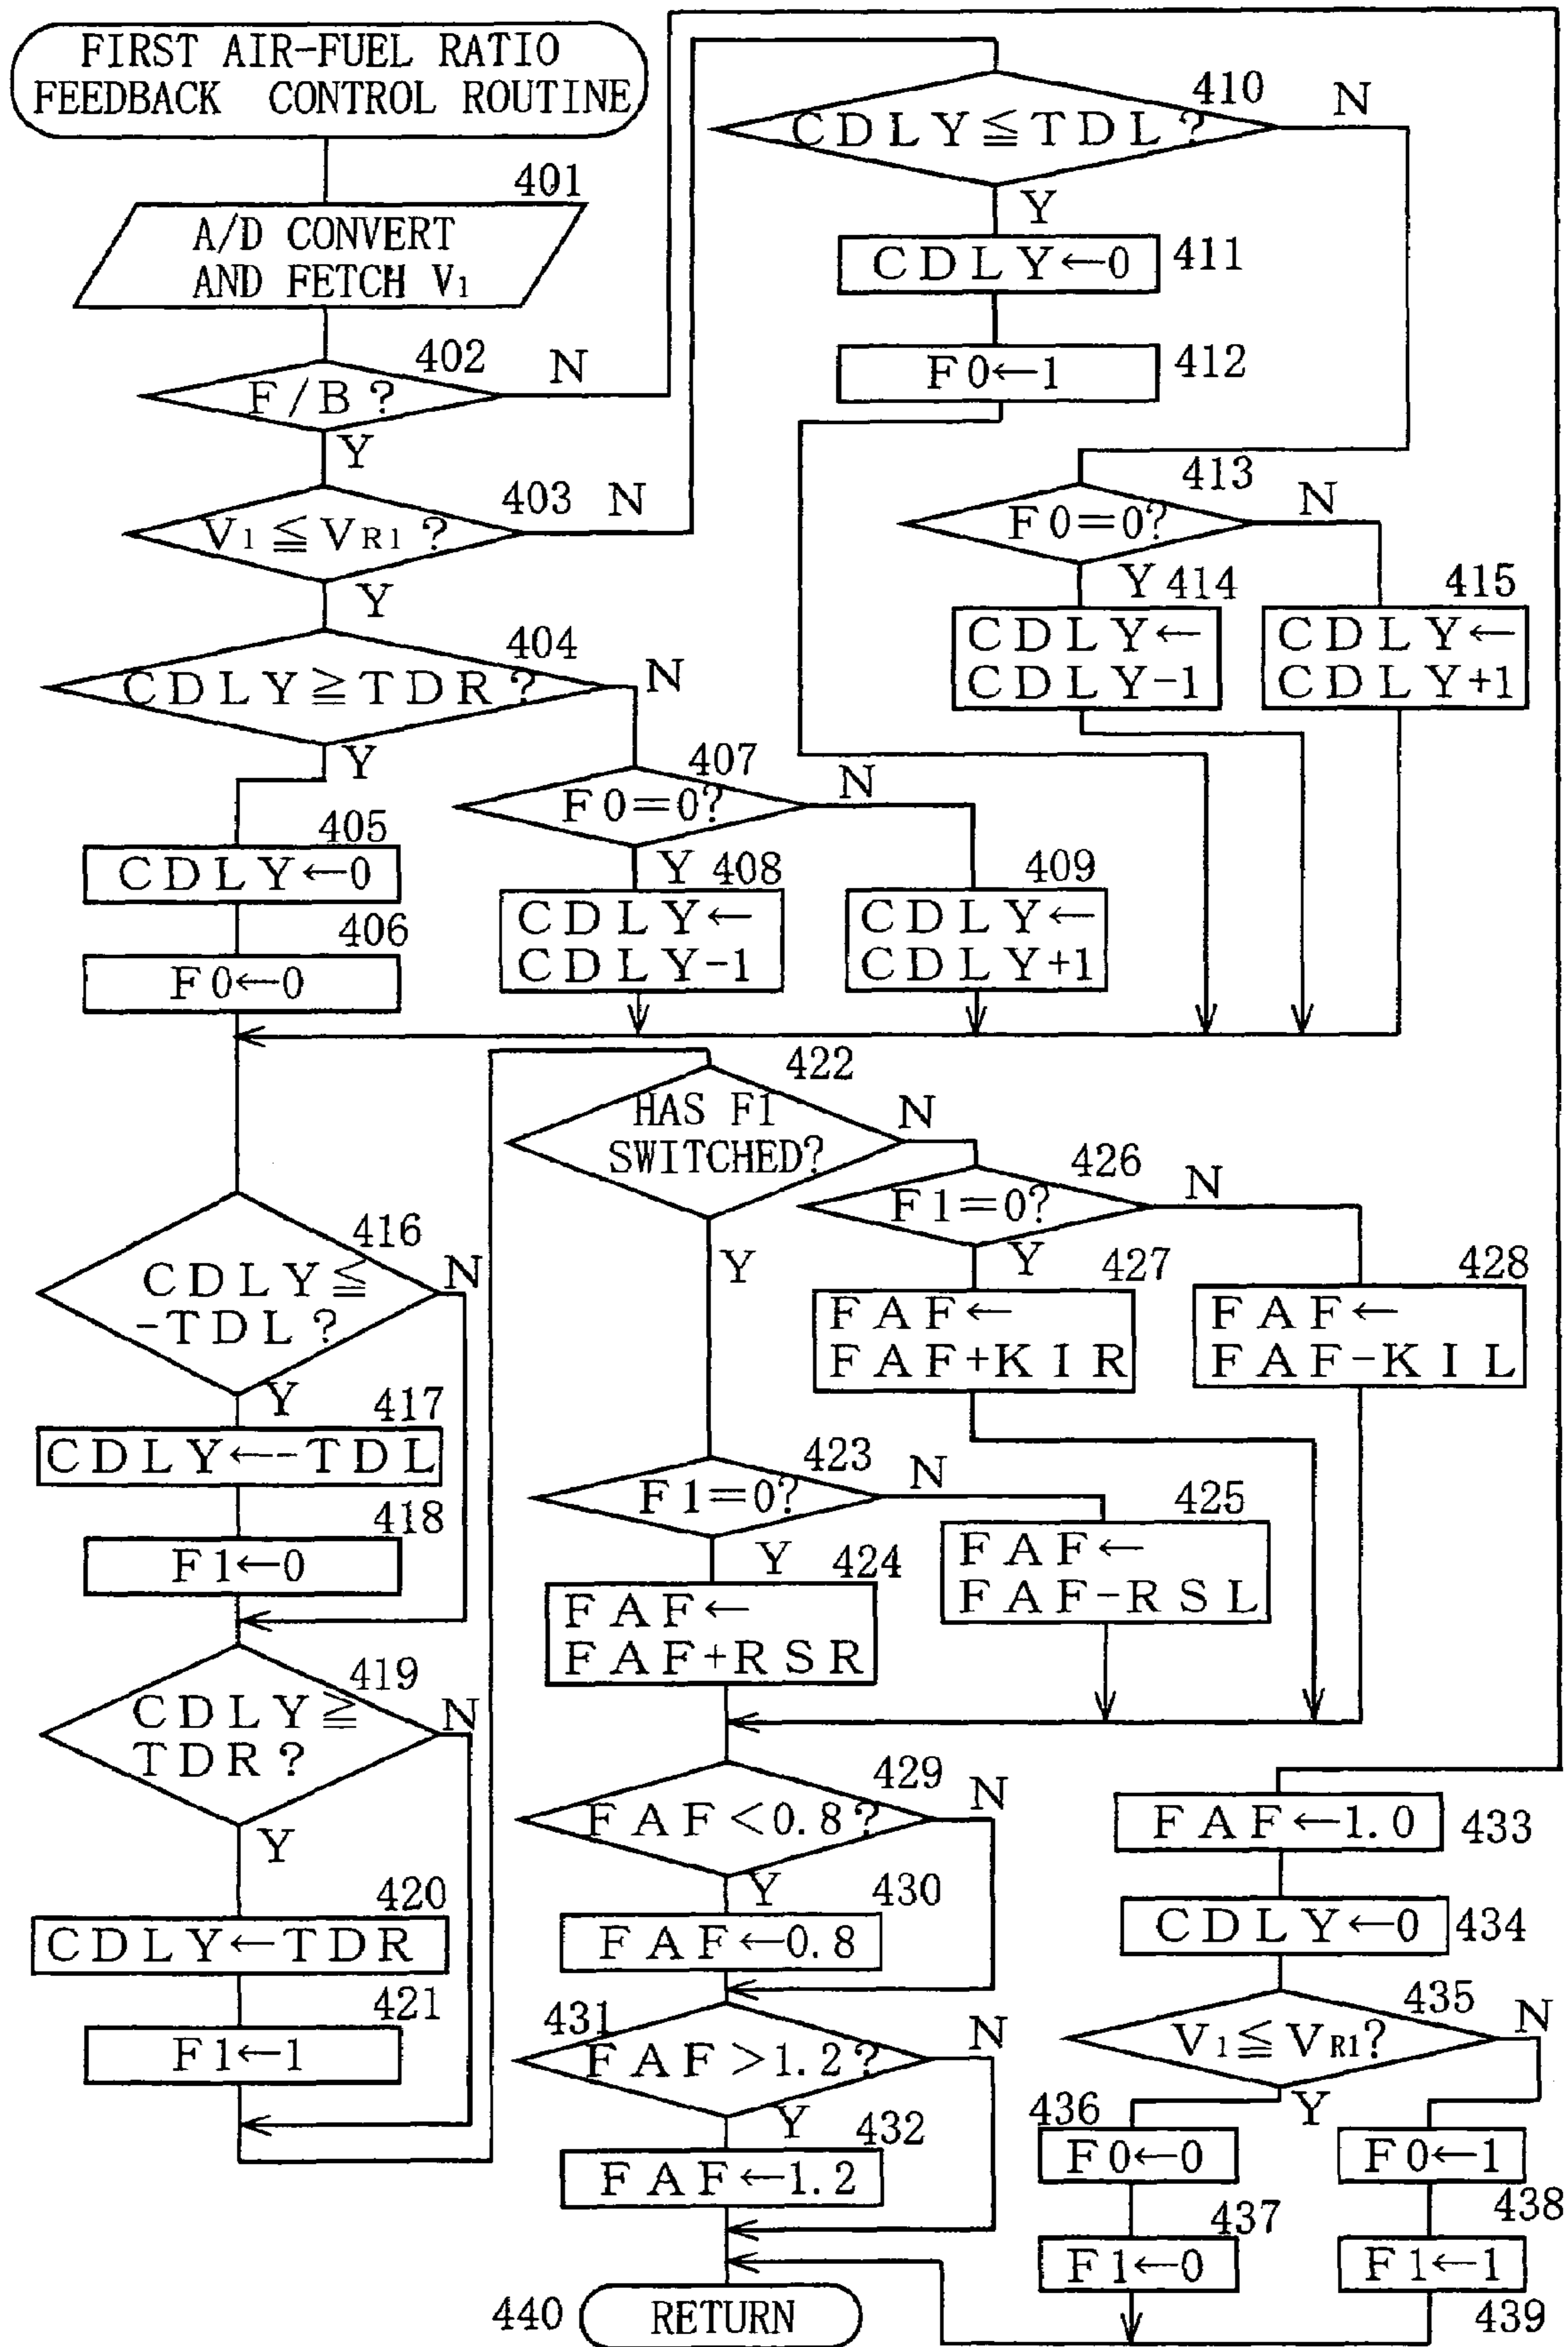 FIRST AIR-FUEL RATIO
FEEDBACK CONTROL ROUTINE
401
A/D CONVERT
AND FETCH V1
402
F/B?
N
Y
403
V1≦VR1?
N
Y
404
CDLY≧TDR?
N
Y
405
CDLY←0
406
F0←0
407
F0=0?
N
Y
408
CDLY←
CDLY-1
409
CDLY←
CDLY+1
410
CDLY≦TDL?
N
Y
CDLY←0
411
F0←1
412
413
F0=0?
N
Y
414
CDLY←
CDLY-1
415
CDLY←
CDLY+1
416
CDLY≦
-TDL?
N
Y
417
CDLY←-TDL
418
F1←0
419
CDLY≧
TDR?
N
Y
420
CDLY←TDR
421
F1←1
422
HAS F1
SWITCHED?
N
Y
423
F1=0?
N
Y
424
FAF←
FAF+RSR
425
FAF←
FAF-RSL
426
F1=0?
N
Y
427
FAF←
FAF+KIR
428
FAF←
FAF-KIL
429
FAF<0.8?
N
Y
430
FAF←0.8
431
FAF>1.2?
N
Y
432
FAF←1.2
FAF←1.0
433
CDLY←0
434
435
V1≦VR1?
N
Y
436
F0←0
437
F1←0
F0←1
438
F1←1
439
440
RETURN